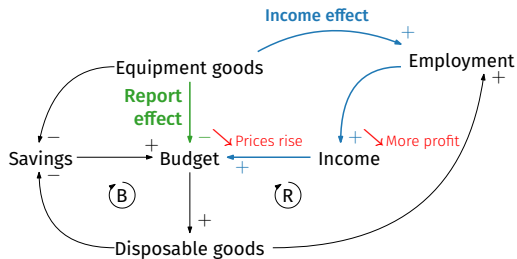 Income effect
+
Employment
+
Equipment goods
Report
effect
− Prices rise
+ More profit
− Savings + Budget + Income
−
B R
+
Disposable goods